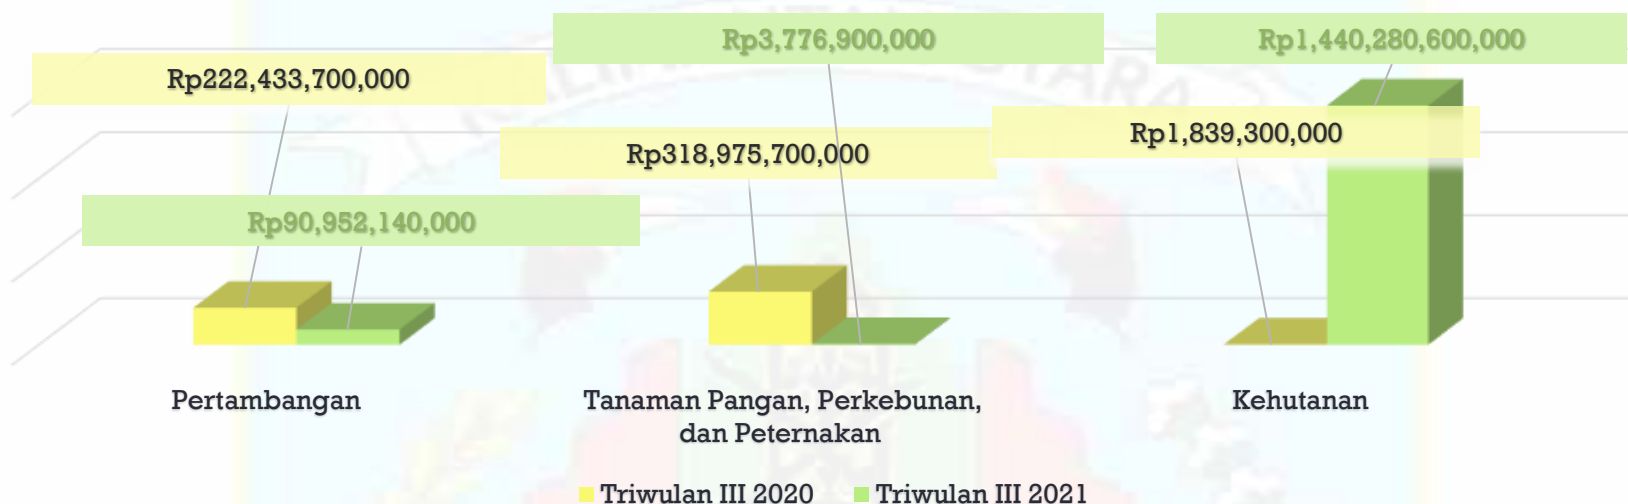 Rp3,776,900,000
Rp1,440,280,600,000
Rp222,433,700,000
Rp1,839,300,000
Rp318,975,700,000
Rp90,952,140,000
Pertambangan
Tanaman Pangan, Perkebunan,
dan Peternakan
Kehutanan
Triwulan III 2020
Triwulan III 2021